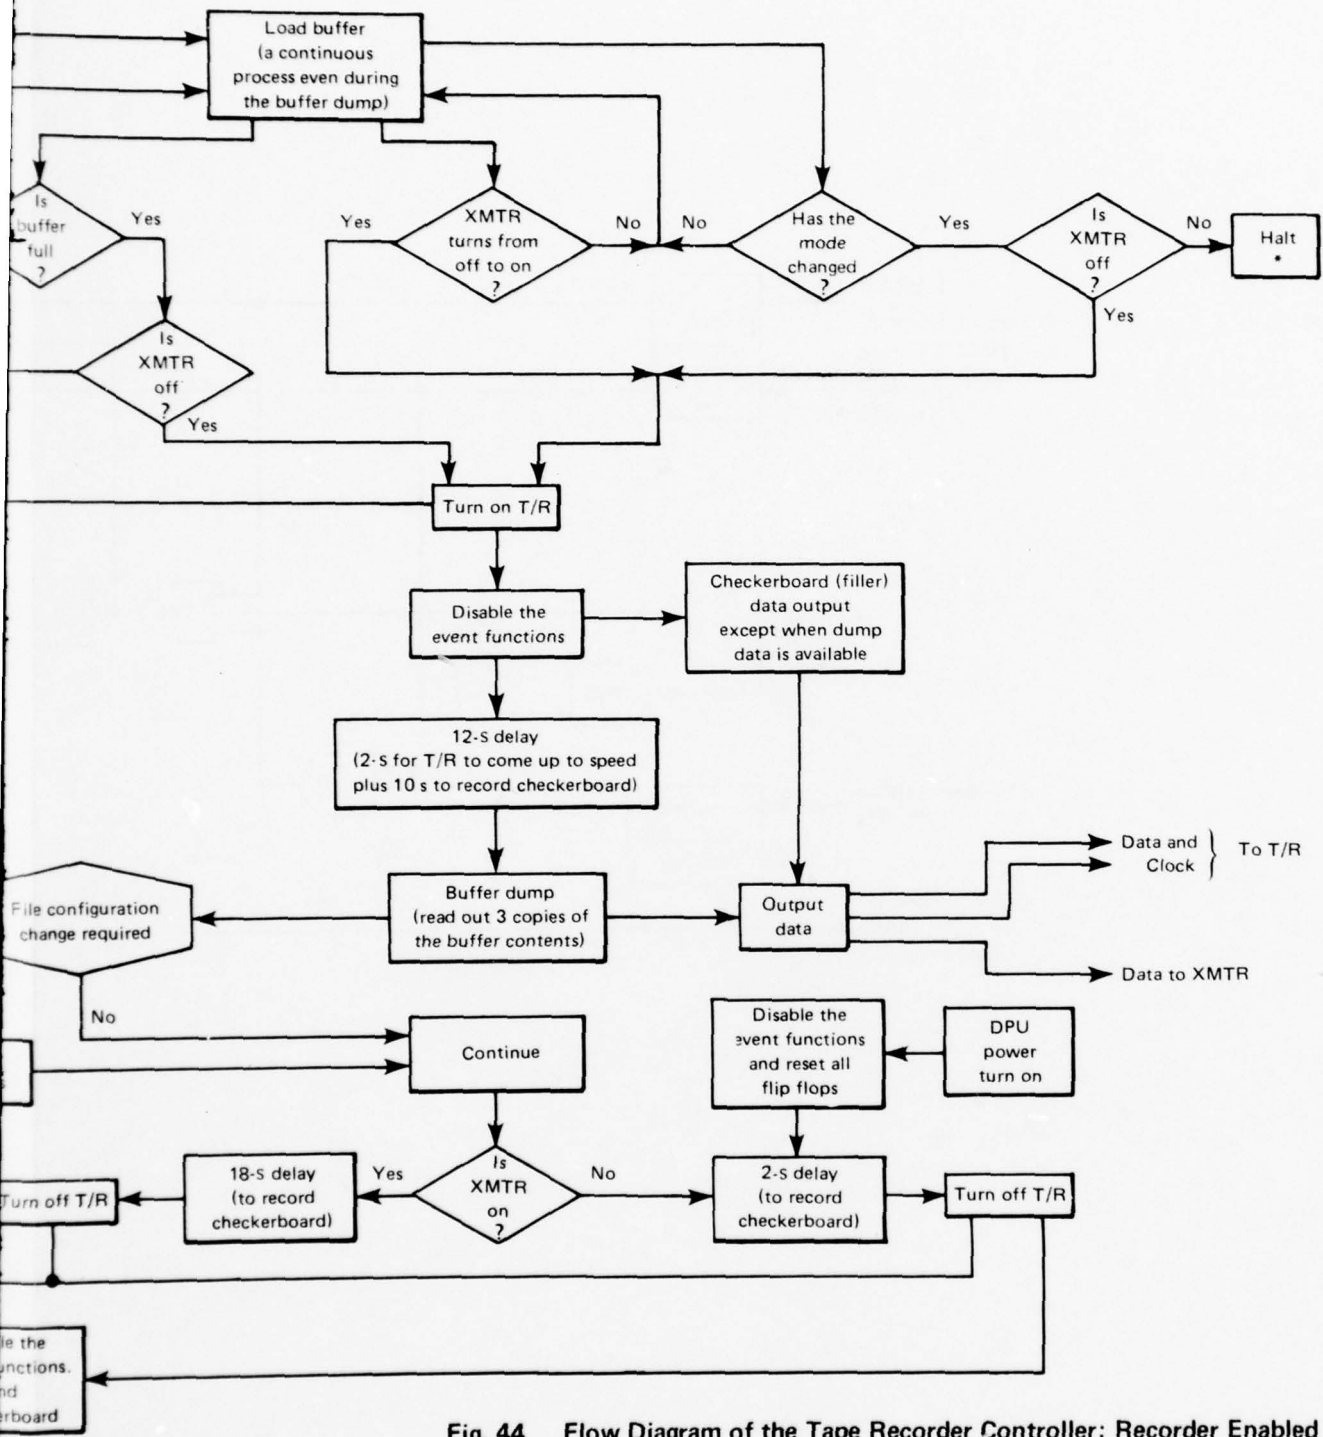 Load buffer
(a continuous
process even during
the buffer dump)
Is
buffer
full
?
Yes
Yes
XMTR
turns from
off to on
?
No
No
Has the
mode
changed
?
Yes
Is
XMTR
off
?
No
Halt
*
Yes
Is
XMTR
off
?
Yes
Turn on T/R
Disable the
event functions
Checkerboard (filler)
data output
except when dump
data is available
12-s delay
(2-s for T/R to come up to speed
plus 10 s to record checkerboard)
File configuration
change required
Buffer dump
(read out 3 copies of
the buffer contents)
Output
data
Data and
Clock
To T/R
Data to XMTR
No
Continue
Disable the
event functions
and reset all
flip flops
DPU
power
turn on
Turn off T/R
18-s delay
(to record
checkerboard)
Yes
Is
XMTR
on
?
No
2-s delay
(to record
checkerboard)
Turn off T/R
the
Fig. 44 Flow Diagram of the Tape Recorder Controller: Recorder Enabled